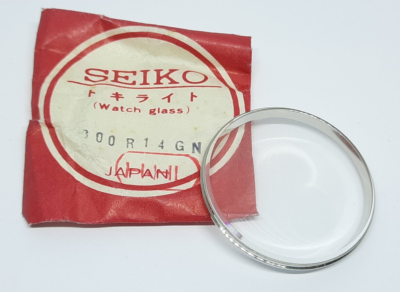 SEIKO
トキライト
(Watch glass)
300R14GN
JAPAN